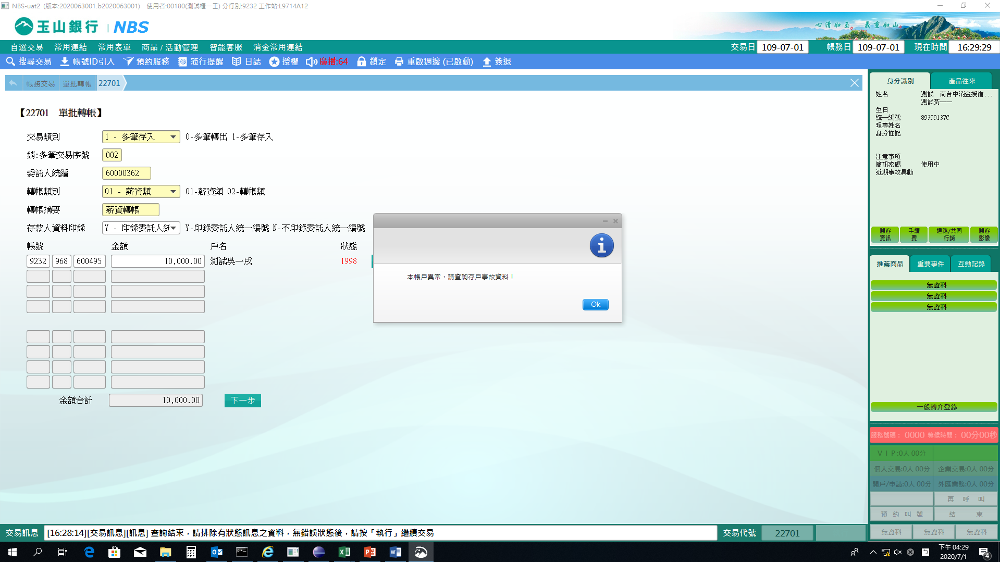 NBS-uat2 (版本:2020063001.b2020063001) 使用者:00180(測試櫃一王) 分行別:9232 工作站:L9714A12
玉山銀行 | NBS
心清如玉。義重如山。
自選交易 常用連結 常用表單 商品/活動管理 智能客服 消金常用連結
交易日 109-07-01 帳務日 109-07-01 現在時間 16:29:29
搜尋交易 帳號ID引入 預約服務 蒞行提醒 日誌 授權 廣播:64 鎖定 重啟週邊 (已啟動) 簽退
帳務交易 單批轉帳 22701
【22701 單批轉帳】
交易類別 1 - 多筆存入 0-多筆轉出 1-多筆存入
銷:多筆交易序號 002
委託人統編 60000362
轉帳類別 01 - 薪資類 01-薪資類 02-轉帳類
轉帳摘要 薪資轉帳
存款人資料印錄 Y - 印錄委託人統 Y-印錄委託人統一編號 N-不印錄委託人統一編號
帳號 金額 戶名 狀態
9232 968 600495 10,000.00 測試吳一戌 1998
金額合計 10,000.00 下一步
本帳戶異常，請查詢存戶事故資料！
Ok
身分識別 產品往來
姓名 測試 南台中消金授信...
測試黃一一
生日
統一編號 89399137C
理專姓名
身分註記
注意事項
簡訊密碼 使用中
近期事故異動
顧客資訊 手續費 通路/共同行銷 顧客影像
推薦商品 重要事件 互動記錄
無資料
無資料
無資料
一般轉介登錄
服務號碼： 0000 等候時間： 00分00秒
ＶＩＰ:0人 00分
個人交易:0人 00分 企業交易:0人 00分
開戶/申請:0人 00分 外匯業務:0人 00分
再 呼 叫
預 約 叫 號 結 束
無資料 無資料 無資料
交易訊息 [16:28:14][交易訊息][訊息] 查詢結束，請排除有狀態訊息之資料，無錯誤狀態後，請按「執行」繼續交易
交易代號 22701
下午 04:29
2020/7/1
4